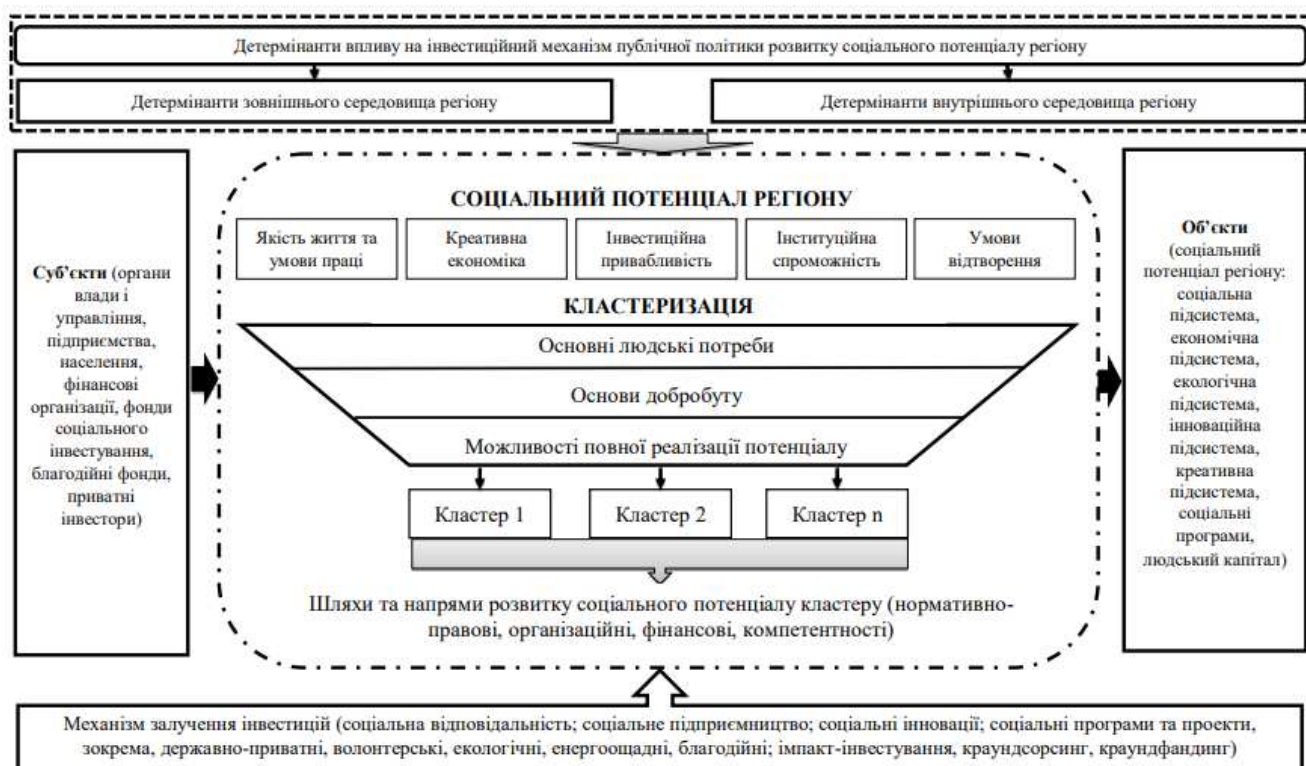 Детермінанти впливу на інвестиційний механізм публічної політики розвитку соціального потенціалу регіону
Детермінанти зовнішнього середовища регіону
Детермінанти внутрішнього середовища регіону
Суб’єкти (органи
влади і
управління,
підприємства,
населення,
фінансові
організації, фонди
соціального
інвестування,
благодійні фонди,
приватні
інвестори)
СОЦІАЛЬНИЙ ПОТЕНЦІАЛ РЕГІОНУ
Якість життя та
умови праці
Креативна
економіка
Інвестиційна
привабливість
Інституційна
спроможність
Умови
відтворення
КЛАСТЕРИЗАЦІЯ
Основні людські потреби
Основи добробуту
Можливості повної реалізації потенціалу
Кластер 1
Кластер 2
Кластер n
Шляхи та напрями розвитку соціального потенціалу кластеру (нормативно-
правові, організаційні, фінансові, компетентності)
Об’єкти
(соціальний
потенціал регіону:
соціальна
підсистема,
економічна
підсистема,
екологічна
підсистема,
інноваційна
підсистема,
креативна
підсистема,
соціальні
програми,
людський капітал)
Механізм залучення інвестицій (соціальна відповідальність; соціальне підприємництво; соціальні інновації; соціальні програми та проекти,
зокрема, державно-приватні, волонтерські, екологічні, енергоощадні, благодійні; імпакт-інвестування, краундсорсинг, краундфандинг)